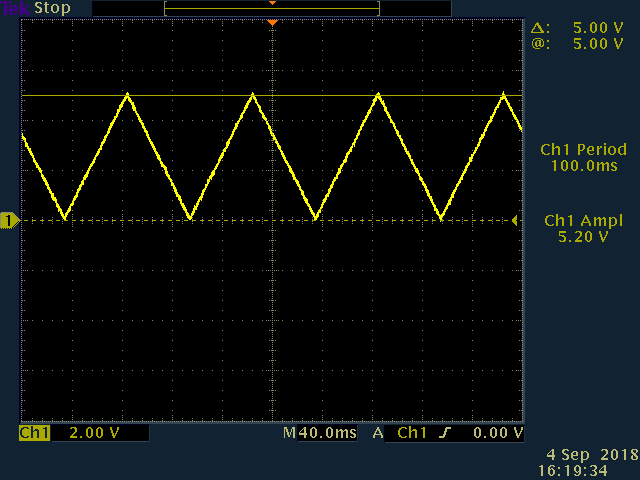 Tek Stop
Δ: 5.00 V
@: 5.00 V
Ch1 Period
100.0ms
1
Ch1 Ampl
5.20 V
Ch1 2.00 V M 40.0ms A Ch1 0.00 V
4 Sep 2018
16:19:34